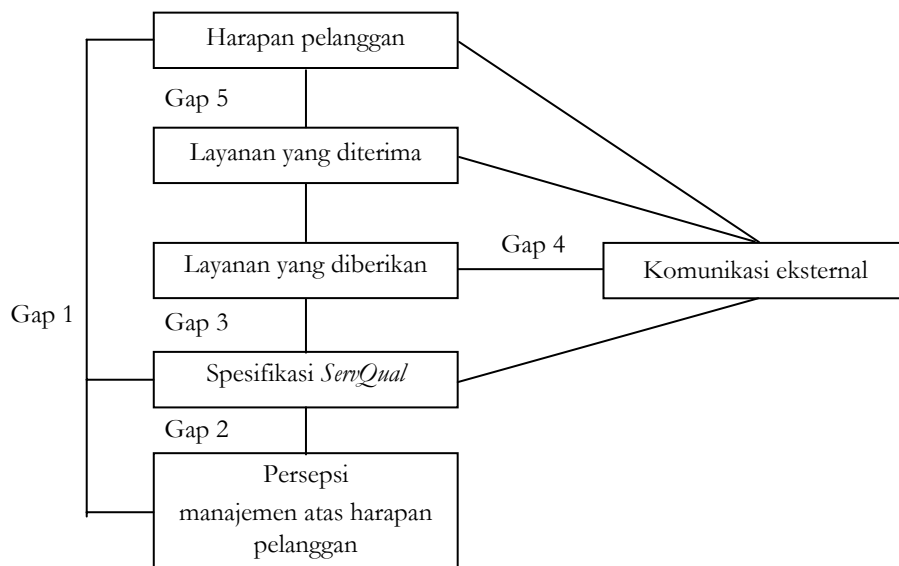 Harapan pelanggan
Gap 5
Layanan yang diterima
Gap 4
Layanan yang diberikan
Komunikasi eksternal
Gap 1
Gap 3
Spesifikasi ServQual
Gap 2
Persepsi
manajemen atas harapan
pelanggan